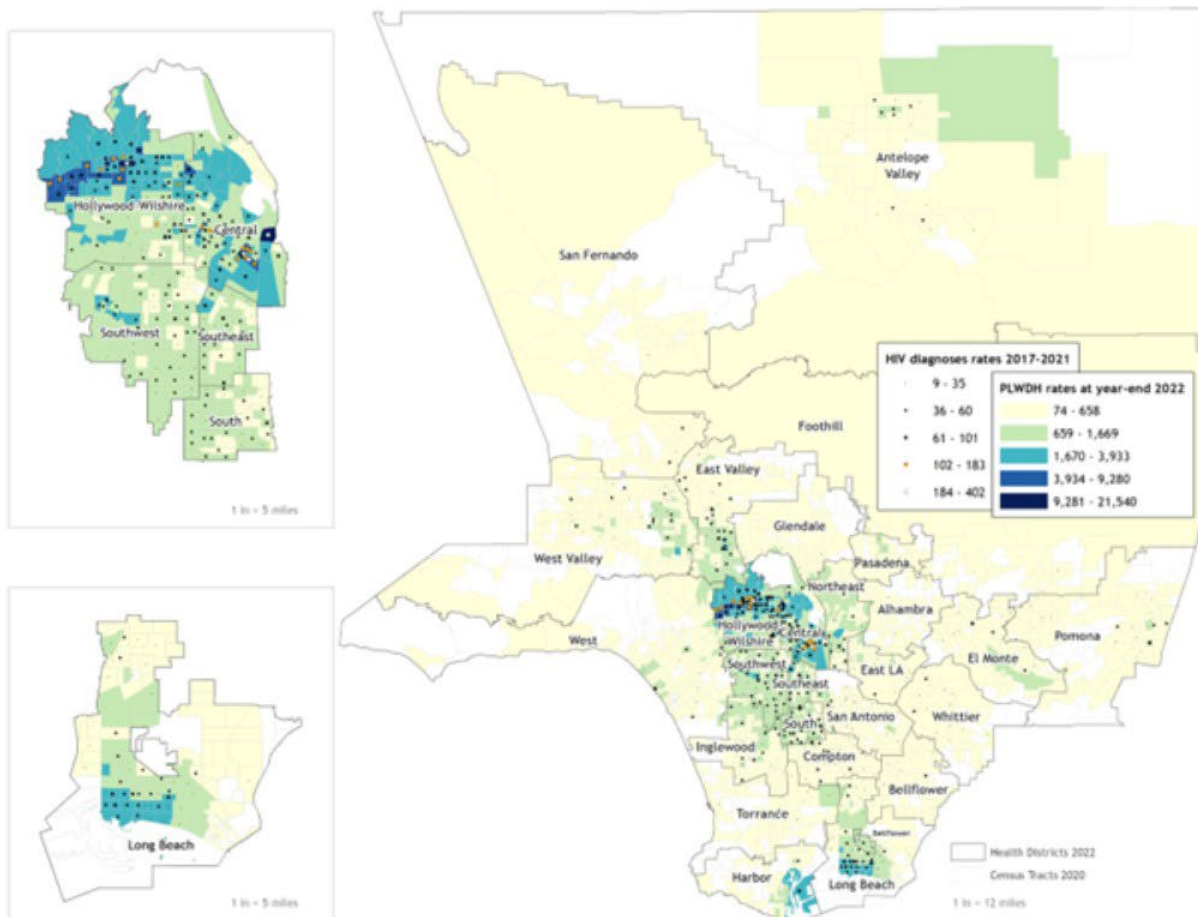 Hollywood Wilshire
Central
Southwest
Southeast
South
1 in = 5 miles
Long Beach
1 in = 5 miles
Antelope
Valley
San Fernando
HIV diagnoses rates 2017-2021
9 - 35
36 - 60
61 - 101
102 - 183
184 - 402
PLWDH rates at year-end 2022
74 - 658
659 - 1,669
1,670 - 3,933
3,934 - 9,280
9,281 - 21,540
Foothill
East Valley
Glendale
West Valley
Pasadena
Northeast
Alhambra
Hollywood
Wilshire
Central
West
Pomona
El Monte
Southwest
East LA
Southeast
San Antonio
Whittier
South
Inglewood
Compton
Bellflower
Torrance
Bellflower
Harbor
Long Beach
Health Districts 2022
Census Tracts 2020
1 in = 12 miles